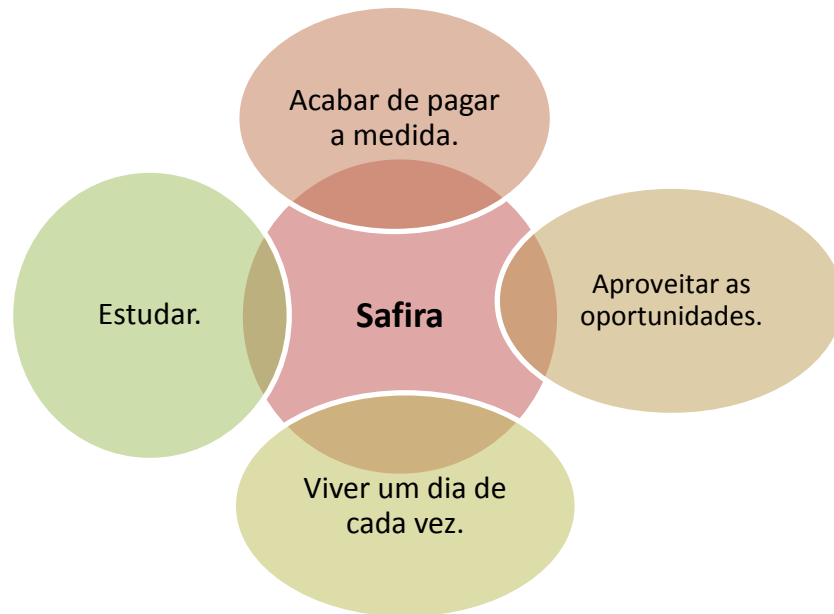 Acabar de pagar
a medida.
Estudar.
Safira
Aproveitar as
oportunidades.
Viver um dia de
cada vez.